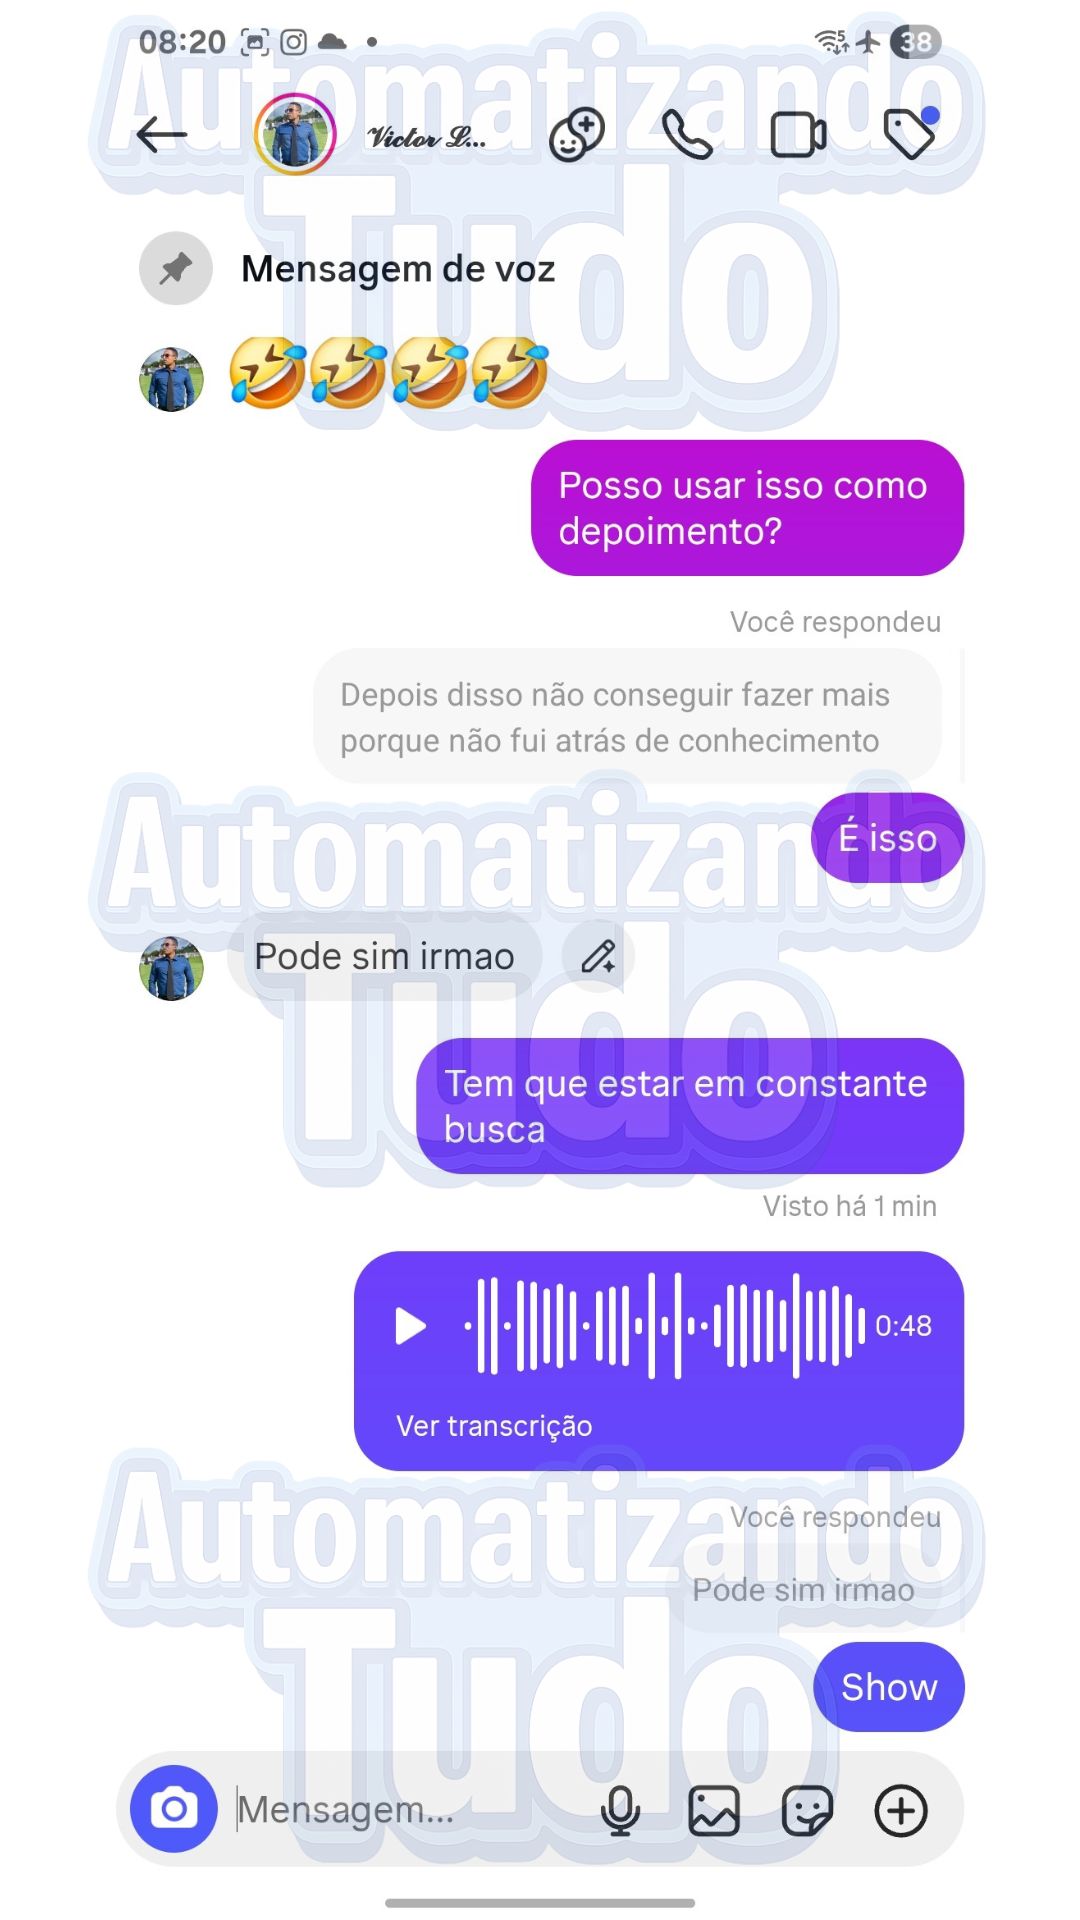 08:20
38
Victor L...
Mensagem de voz
🤣🤣🤣🤣
Posso usar isso como
depoimento?
Você respondeu
Depois disso não conseguir fazer mais
porque não fui atrás de conhecimento
É isso
Pode sim irmao
Tem que estar em constante
busca
Visto há 1 min
0:48
Ver transcrição
Você respondeu
Pode sim irmao
Show
Mensagem...
Automatizando
Tudo
Automatizando
Tudo
Automatizando
Tudo